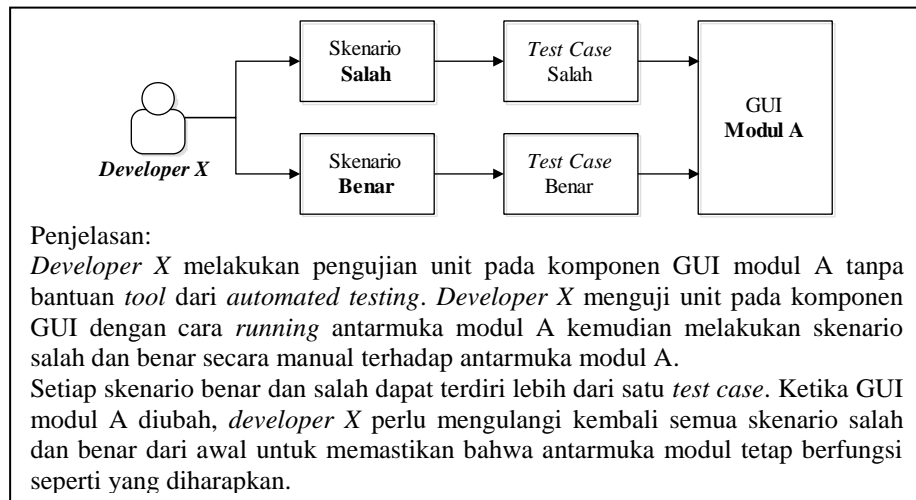 Skenario
Salah
Test Case
Salah
GUI
Modul A
Developer X
Skenario
Benar
Test Case
Benar
Penjelasan:
Developer X melakukan pengujian unit pada komponen GUI modul A tanpa
bantuan tool dari automated testing. Developer X menguji unit pada komponen
GUI dengan cara running antarmuka modul A kemudian melakukan skenario
salah dan benar secara manual terhadap antarmuka modul A.
Setiap skenario benar dan salah dapat terdiri lebih dari satu test case. Ketika GUI
modul A diubah, developer X perlu mengulangi kembali semua skenario salah
dan benar dari awal untuk memastikan bahwa antarmuka modul tetap berfungsi
seperti yang diharapkan.